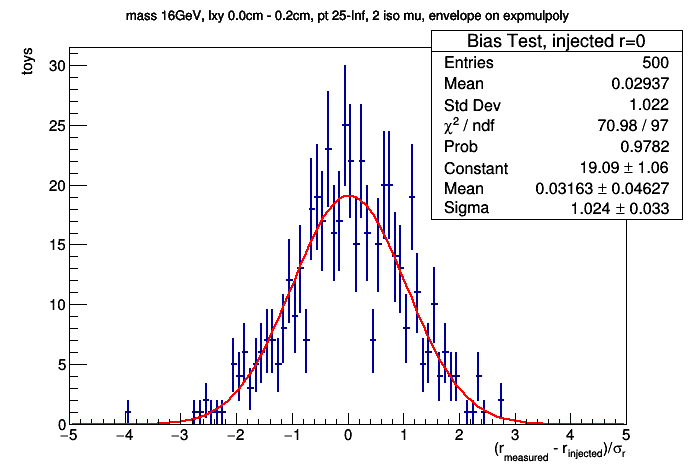 mass 16GeV, lxy 0.0cm - 0.2cm, pt 25-Inf, 2 iso mu, envelope on expmulpoly
Bias Test, injected r=0
Entries 500
Mean 0.02937
Std Dev 1.022
χ² / ndf 70.98 / 97
Prob 0.9782
Constant 19.09 ± 1.06
Mean 0.03163 ± 0.04627
Sigma 1.024 ± 0.033
toys
30
25
20
15
10
5
0
−5 −4 −3 −2 −1 0 1 2 3 4 5
(r_measured - r_injected)/σ_r